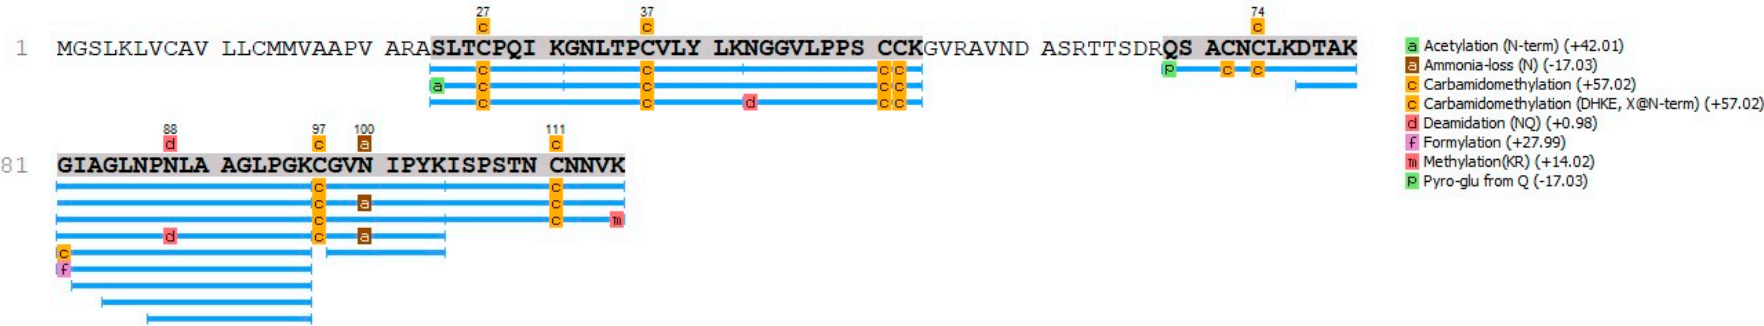 27 37 74
c c c
1 MGSLKLVCAV LLCMMVAAPV ARASLTCPQI KGNLTPCVLY LKNGGVLPPS CCKGVRAVND ASRTTSDRQS ACNCLKDTAK
c c c c p c c
a c c c c
c c d c c
88 97 100 111
d c a c
81 GIAGLNPNLA AGLPGKCGVN IPYKISPSTN CNNVK
c c
c a c
c c m
d c a
c
f
a Acetylation (N-term) (+42.01)
a Ammonia-loss (N) (-17.03)
c Carbamidomethylation (+57.02)
c Carbamidomethylation (DHKE, X@N-term) (+57.02)
d Deamidation (NQ) (+0.98)
f Formylation (+27.99)
m Methylation(KR) (+14.02)
p Pyro-glu from Q (-17.03)